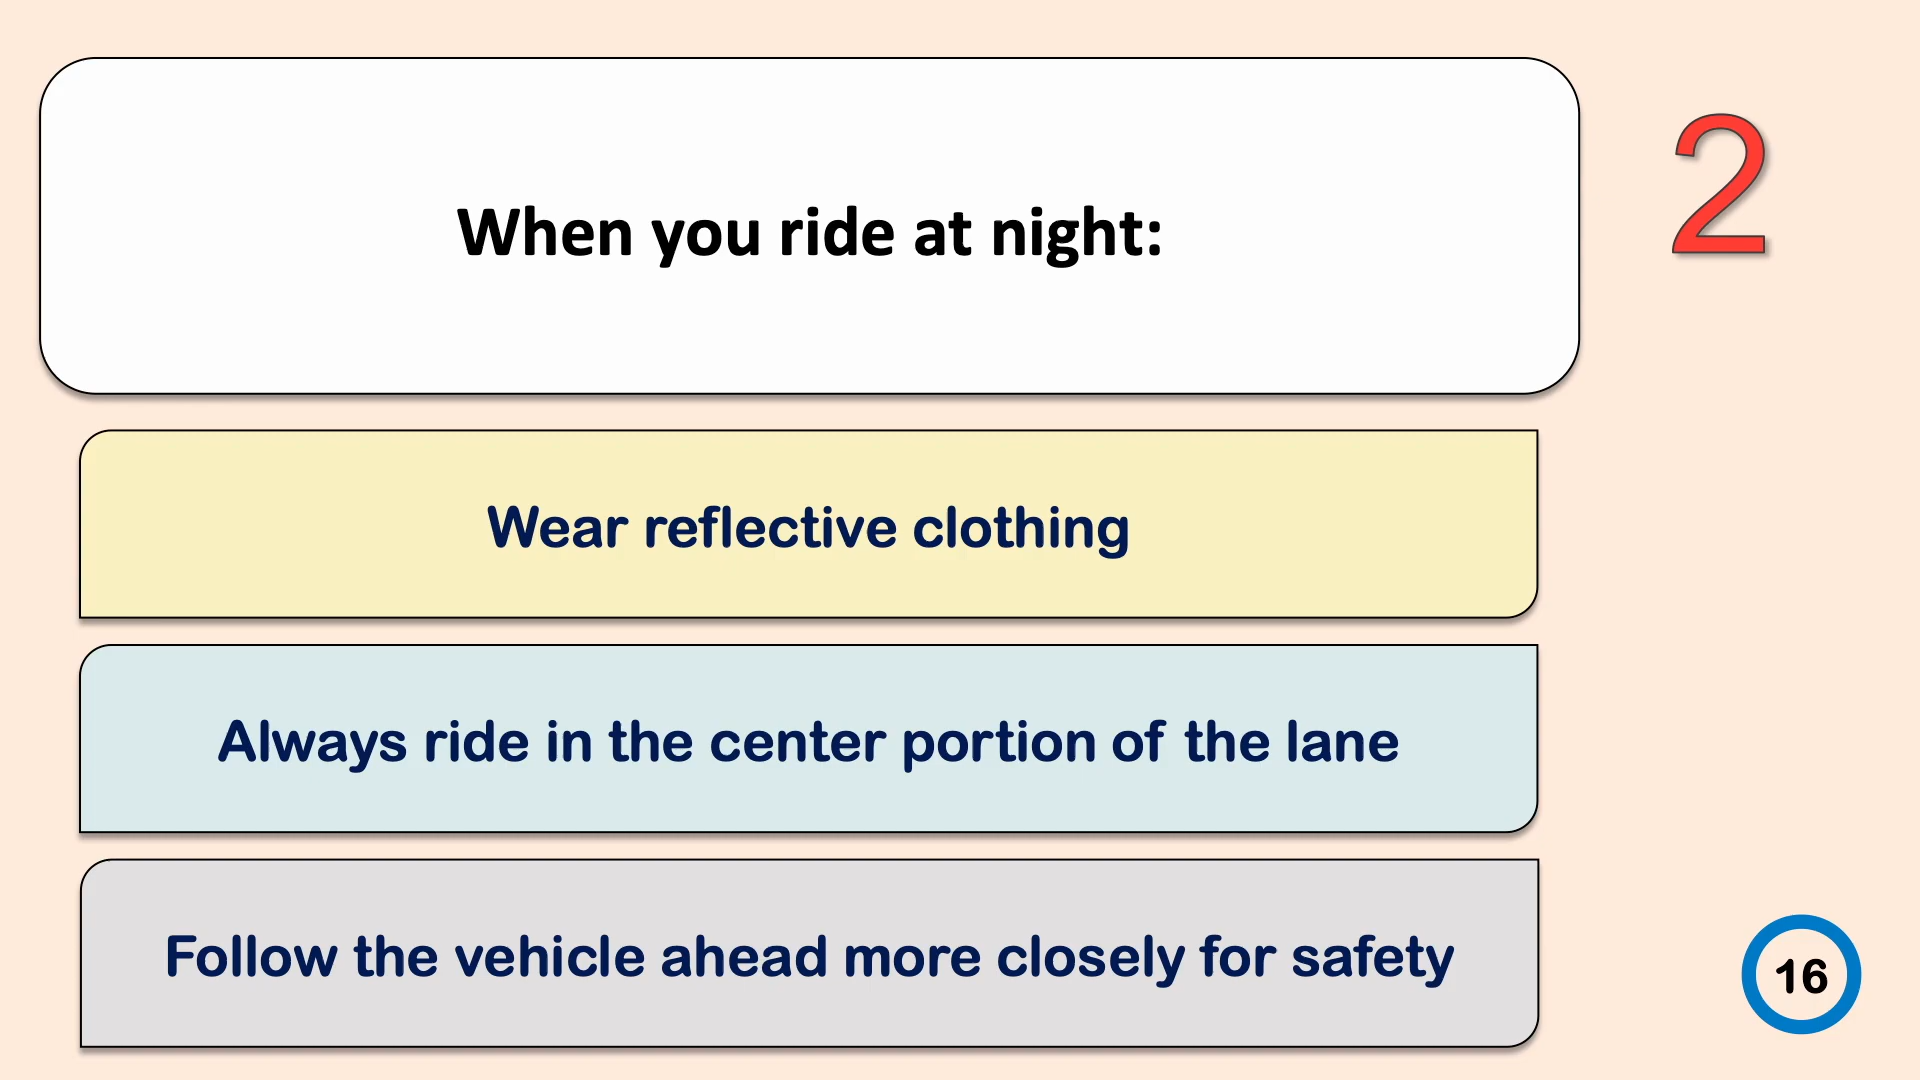 When you ride at night:
2
Wear reflective clothing
Always ride in the center portion of the lane
Follow the vehicle ahead more closely for safety
16